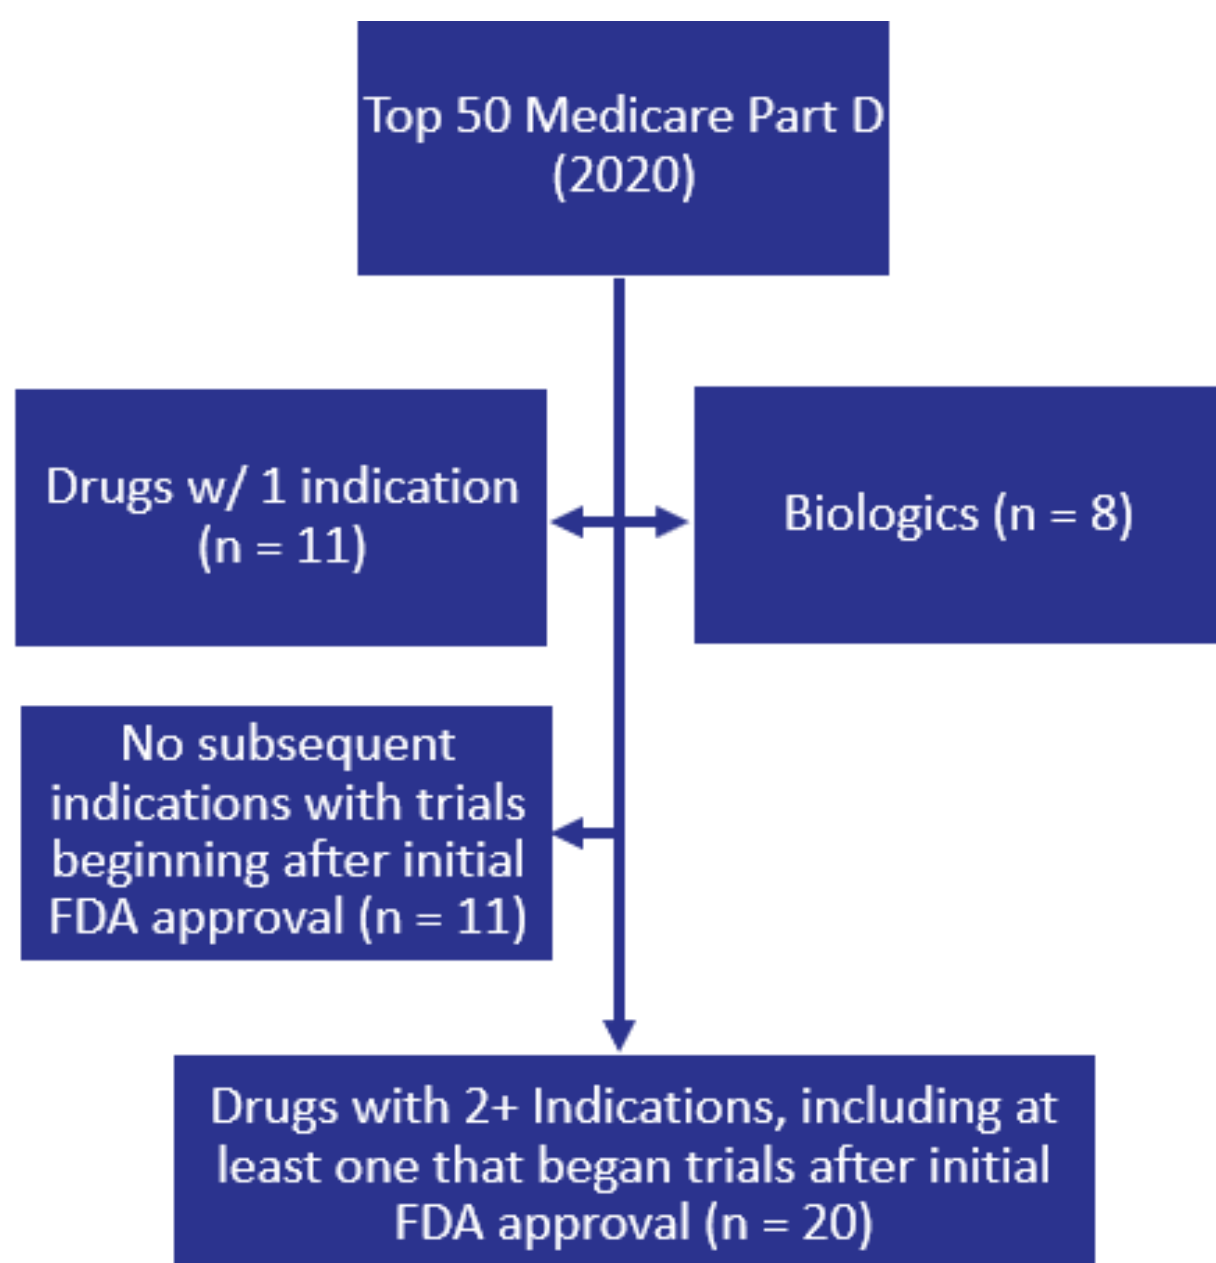 Top 50 Medicare Part D
(2020)
Drugs w/ 1 indication
(n = 11)
Biologics (n = 8)
No subsequent
indications with trials
beginning after initial
FDA approval (n = 11)
Drugs with 2+ Indications, including at
least one that began trials after initial
FDA approval (n = 20)